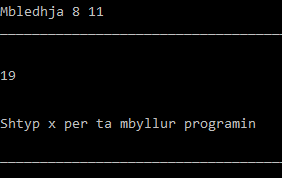 Mbledhja 8 11
19
Shtyp x per ta mbyllur programin